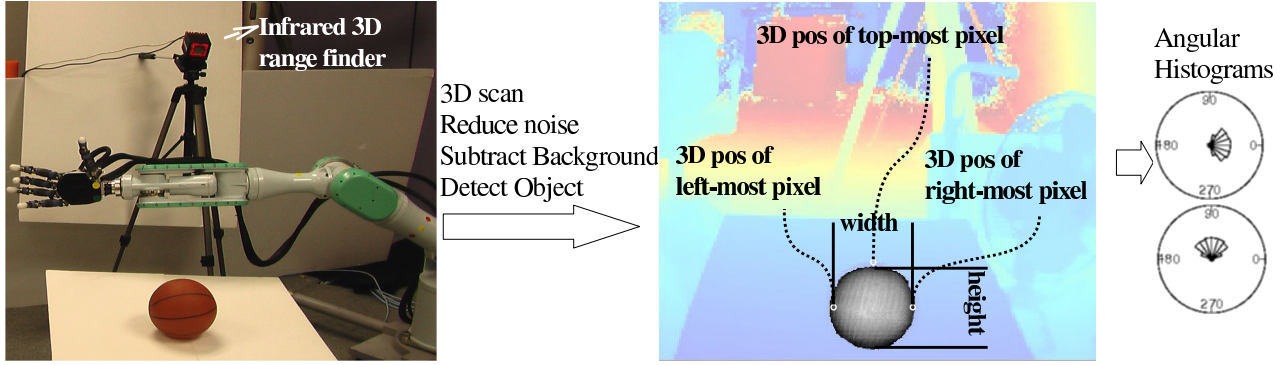 Infrared 3D
range finder
3D scan
Reduce noise
Subtract Background
Detect Object
3D pos of top-most pixel
3D pos of
left-most pixel
3D pos of
right-most pixel
width
height
Angular
Histograms
90
180
0
270
90
180
0
270